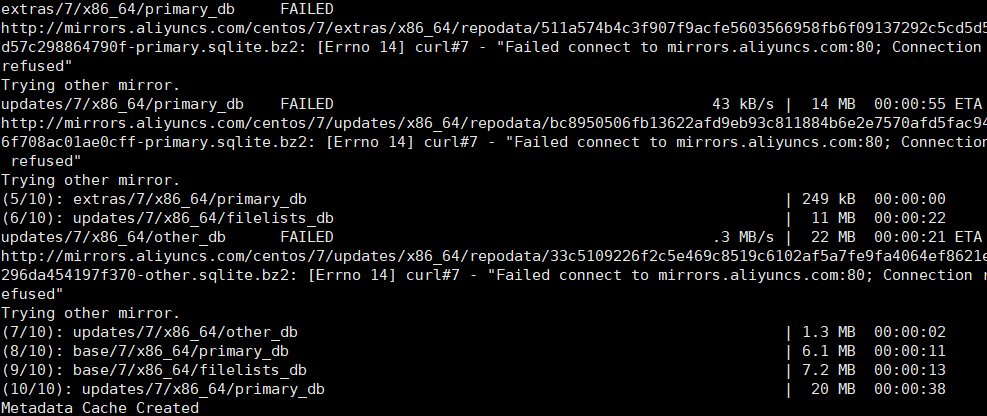 extras/7/x86_64/primary_db     FAILED
http://mirrors.aliyuncs.com/centos/7/extras/x86_64/repodata/511a574b4c3f907f9acfe5603566958fb6f09137292c5cd5d5
d57c298864790f-primary.sqlite.bz2: [Errno 14] curl#7 - "Failed connect to mirrors.aliyuncs.com:80; Connection
refused"
Trying other mirror.
updates/7/x86_64/primary_db    FAILED                                          43 kB/s |  14 MB  00:00:55 ETA
http://mirrors.aliyuncs.com/centos/7/updates/x86_64/repodata/bc8950506fb13622afd9eb93c811884b6e2e7570afd5fac94
6f708ac01ae0cff-primary.sqlite.bz2: [Errno 14] curl#7 - "Failed connect to mirrors.aliyuncs.com:80; Connection
 refused"
Trying other mirror.
(5/10): extras/7/x86_64/primary_db                                                     | 249 kB  00:00:00
(6/10): updates/7/x86_64/filelists_db                                                  |  11 MB  00:00:22
updates/7/x86_64/other_db      FAILED                                          .3 MB/s |  22 MB  00:00:21 ETA
http://mirrors.aliyuncs.com/centos/7/updates/x86_64/repodata/33c5109226f2c5e469c8519c6102af5a7fe9fa4064ef8621e
296da454197f370-other.sqlite.bz2: [Errno 14] curl#7 - "Failed connect to mirrors.aliyuncs.com:80; Connection r
efused"
Trying other mirror.
(7/10): updates/7/x86_64/other_db                                                      | 1.3 MB  00:00:02
(8/10): base/7/x86_64/primary_db                                                       | 6.1 MB  00:00:11
(9/10): base/7/x86_64/filelists_db                                                     | 7.2 MB  00:00:13
(10/10): updates/7/x86_64/primary_db                                                   |  20 MB  00:00:38
Metadata Cache Created